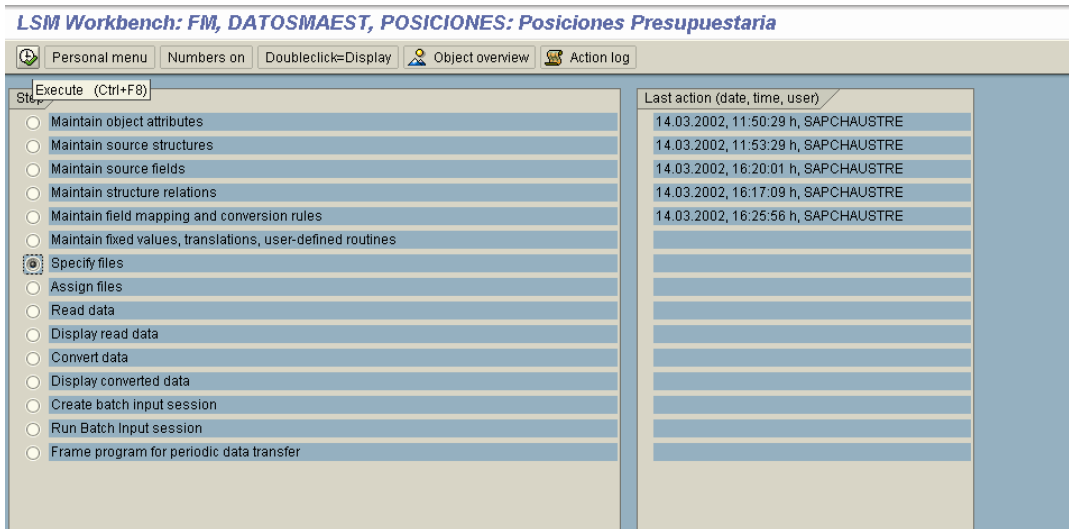 LSM Workbench: FM, DATOSMAEST, POSICIONES: Posiciones Presupuestaria
Personal menu Numbers on Doubleclick=Display Object overview Action log
Execute (Ctrl+F8)
Step Last action (date, time, user)
Maintain object attributes 14.03.2002, 11:50:29 h, SAPCHAUSTRE
Maintain source structures 14.03.2002, 11:53:29 h, SAPCHAUSTRE
Maintain source fields 14.03.2002, 16:20:01 h, SAPCHAUSTRE
Maintain structure relations 14.03.2002, 16:17:09 h, SAPCHAUSTRE
Maintain field mapping and conversion rules 14.03.2002, 16:25:56 h, SAPCHAUSTRE
Maintain fixed values, translations, user-defined routines
Specify files
Assign files
Read data
Display read data
Convert data
Display converted data
Create batch input session
Run Batch Input session
Frame program for periodic data transfer